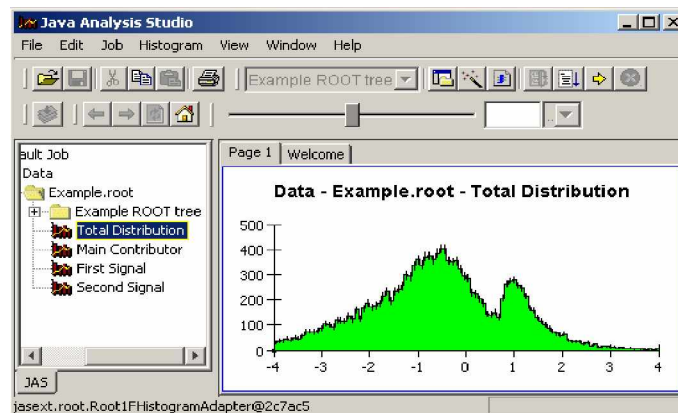 Java Analysis Studio
File Edit Job Histogram View Window Help
Example ROOT tree
ault Job
Data
Example.root
Example ROOT tree
Total Distribution
Main Contributor
First Signal
Second Signal
JAS
Page 1 Welcome
Data - Example.root - Total Distribution
500
400
300
200
100
0
-4 -3 -2 -1 0 1 2 3 4
jasext.root.Root1FHistogramAdapter@2c7ac5